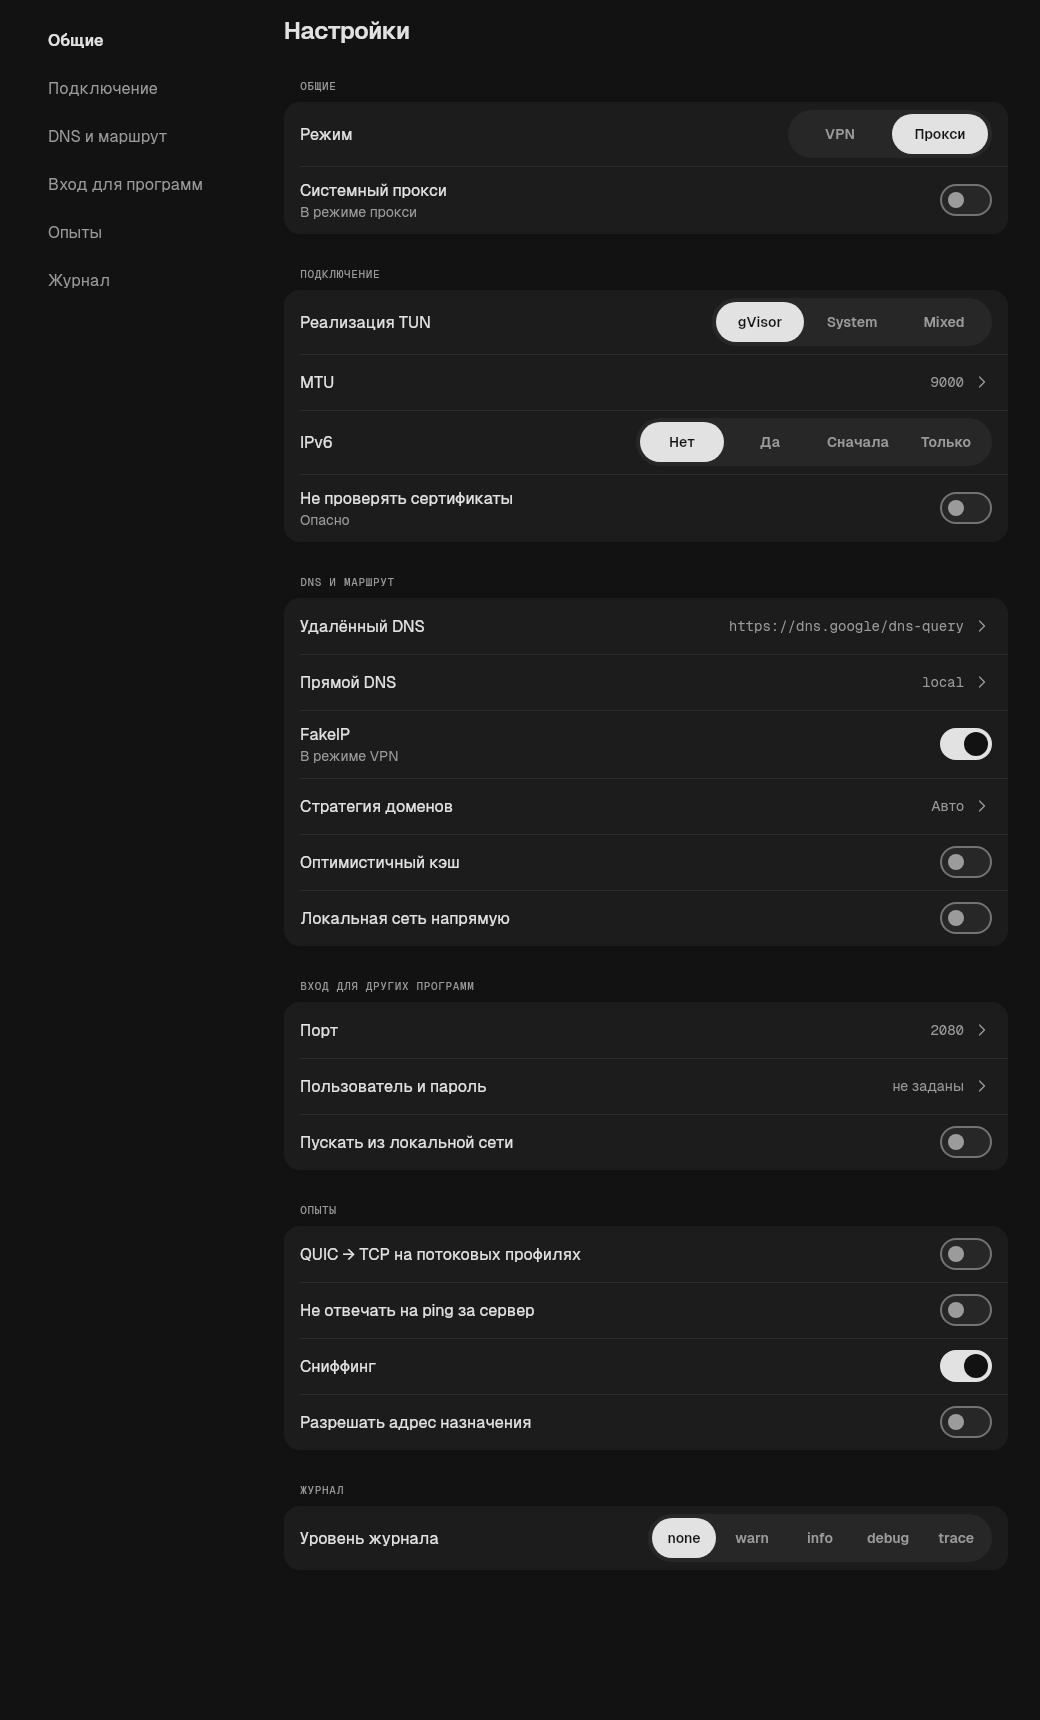 Общие
Подключение
DNS и маршрут
Вход для программ
Опыты
Журнал
Настройки
ОБЩИЕ
Режим
VPN
Прокси
Системный прокси
В режиме прокси
ПОДКЛЮЧЕНИЕ
Реализация TUN
gVisor
System
Mixed
MTU
9000
IPv6
Нет
Да
Сначала
Только
Не проверять сертификаты
Опасно
DNS И МАРШРУТ
Удалённый DNS
https://dns.google/dns-query
Прямой DNS
local
FakeIP
В режиме VPN
Стратегия доменов
Авто
Оптимистичный кэш
Локальная сеть напрямую
ВХОД ДЛЯ ДРУГИХ ПРОГРАММ
Порт
2080
Пользователь и пароль
не заданы
Пускать из локальной сети
ОПЫТЫ
QUIC → TCP на потоковых профилях
Не отвечать на ping за сервер
Сниффинг
Разрешать адрес назначения
ЖУРНАЛ
Уровень журнала
none
warn
info
debug
trace